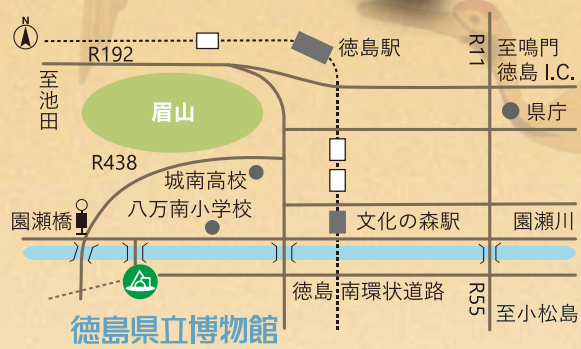 N
R192
徳島駅
R11
至鳴門
徳島 I.C.
至池田
眉山
県庁
R438
城南高校
八万南小学校
園瀬橋
文化の森駅
園瀬川
徳島南環状道路
R55
至小松島
徳島県立博物館